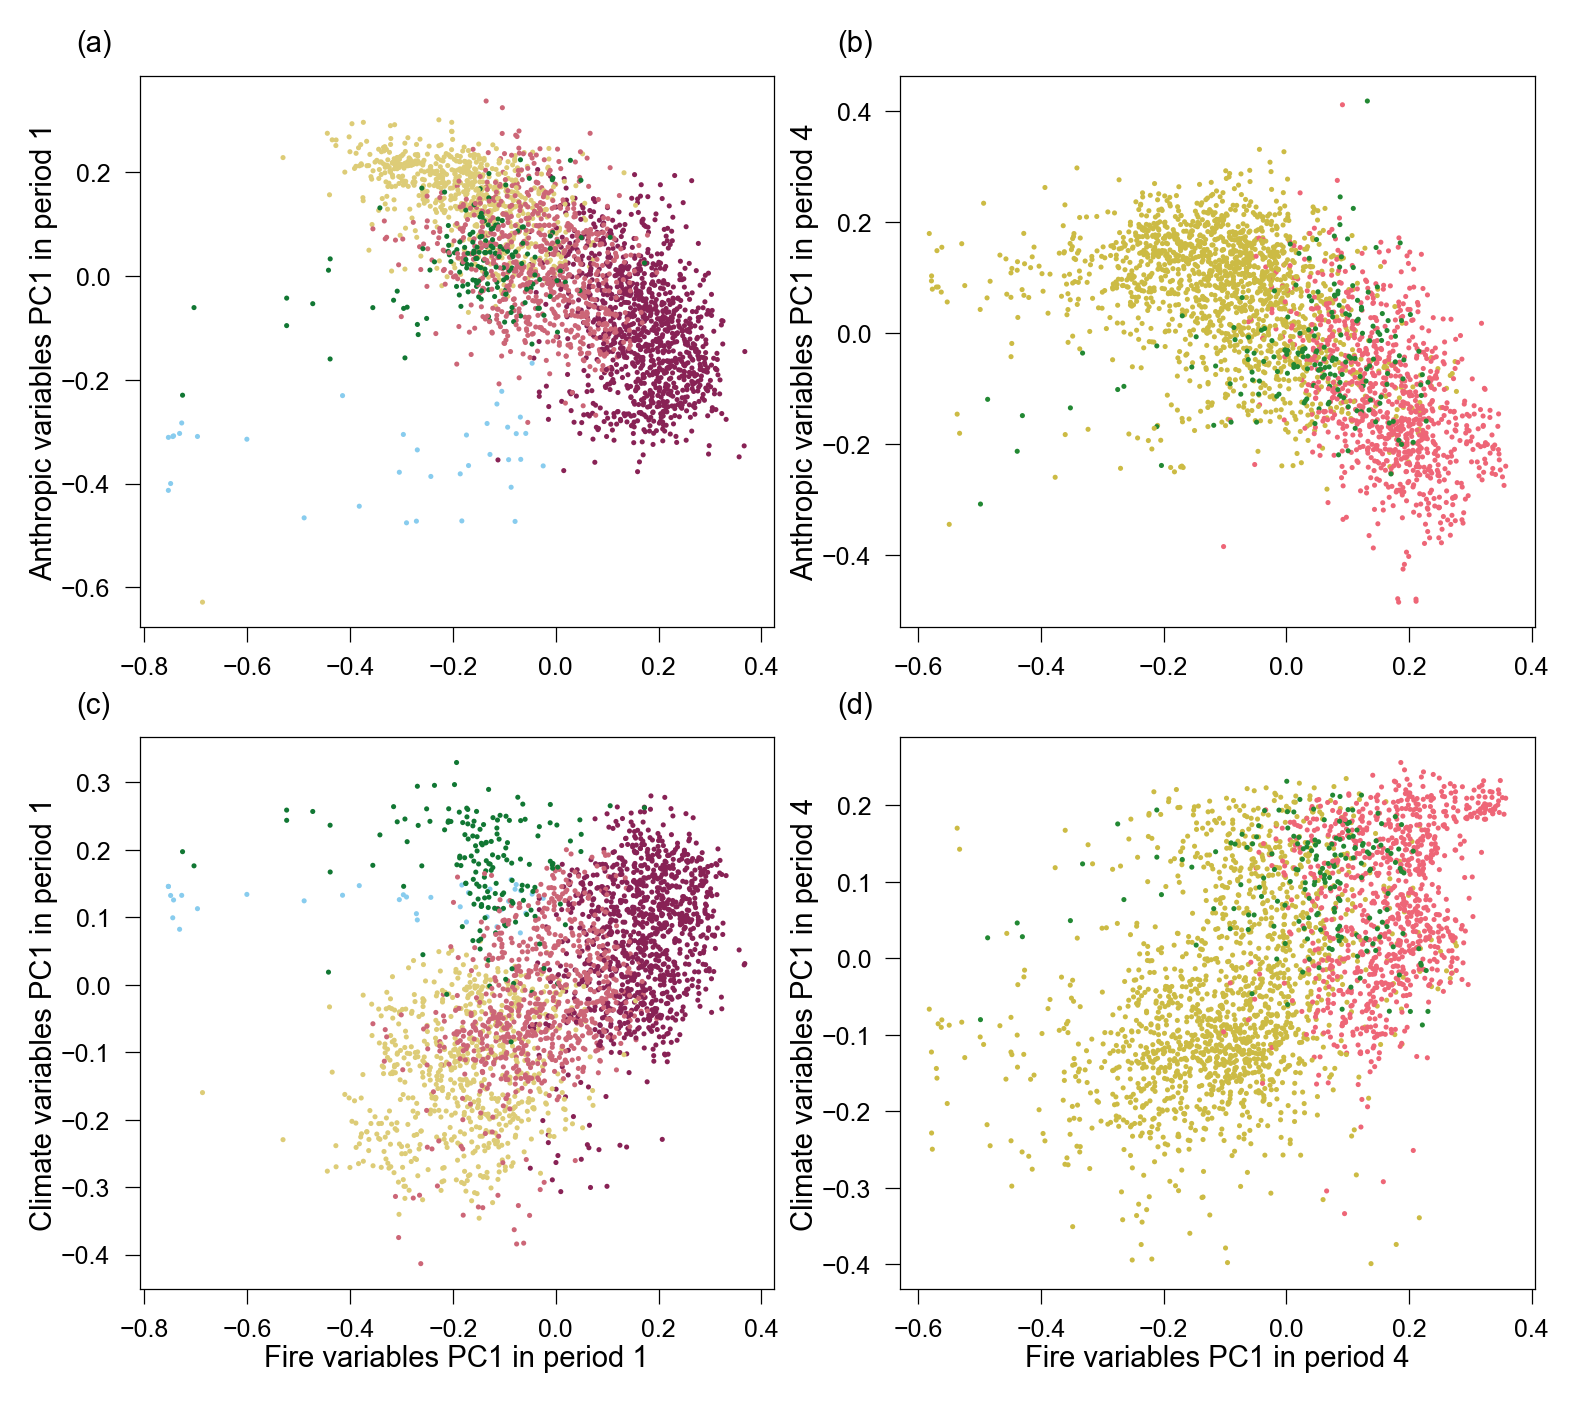 (a)
(b)
Anthropic variables PC1 in period 1
0.2
0.0
−0.2
−0.4
−0.6
−0.8 −0.6 −0.4 −0.2 0.0 0.2 0.4
Anthropic variables PC1 in period 4
0.4
0.2
0.0
−0.2
−0.4
−0.6 −0.4 −0.2 0.0 0.2 0.4
(c)
(d)
Climate variables PC1 in period 1
0.3
0.2
0.1
0.0
−0.1
−0.2
−0.3
−0.4
−0.8 −0.6 −0.4 −0.2 0.0 0.2 0.4
Fire variables PC1 in period 1
Climate variables PC1 in period 4
0.2
0.1
0.0
−0.1
−0.2
−0.3
−0.4
−0.6 −0.4 −0.2 0.0 0.2 0.4
Fire variables PC1 in period 4